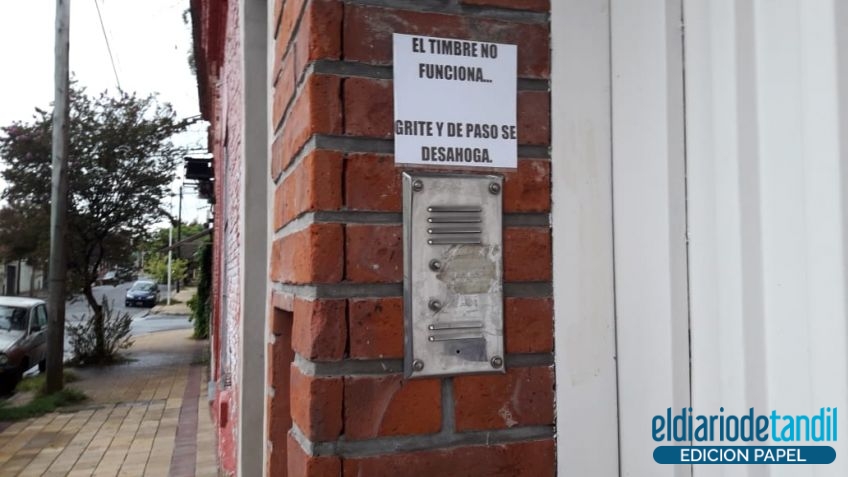 EL TIMBRE NO
FUNCIONA...
GRITE Y DE PASO SE
DESAHOGA.
eldiariodetandil
EDICION PAPEL